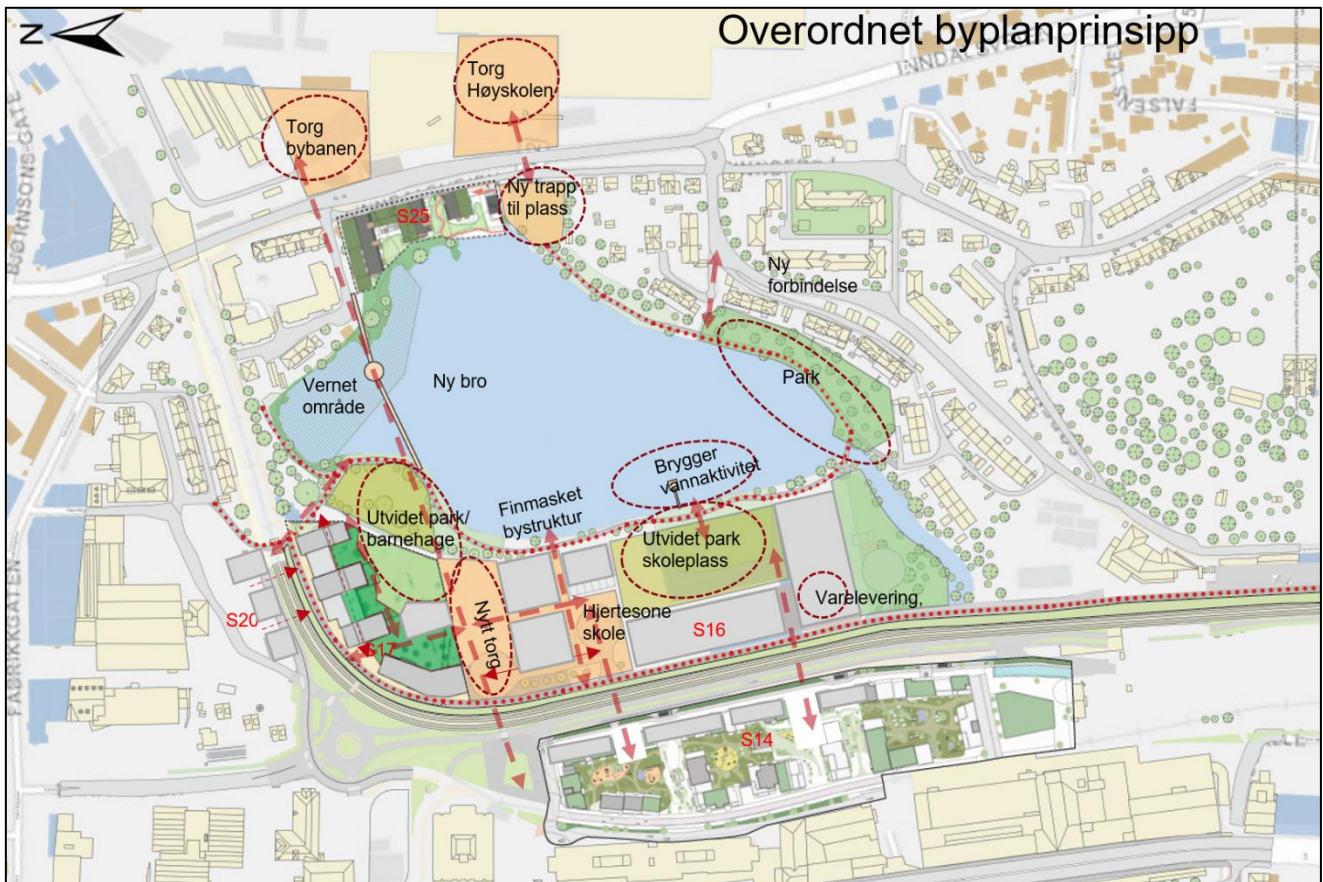 N
Overordnet byplanprinsipp
INNDALSVEIEN
FALSEN
BJØRNSONS GATE
Torg
Høyskolen
Torg
bybanen
S25
Ny trapp
til plass
Ny
forbindelse
Vernet
område
Ny bro
Park
Brygger
vannaktivitet
Finmasket
bystruktur
Utvidet park/
barnehage
Utvidet park
skoleplass
Nytt torg
Hjertesone
skole
S16
Varelevering,
S20
S17
FABRIKKGATEN
S14